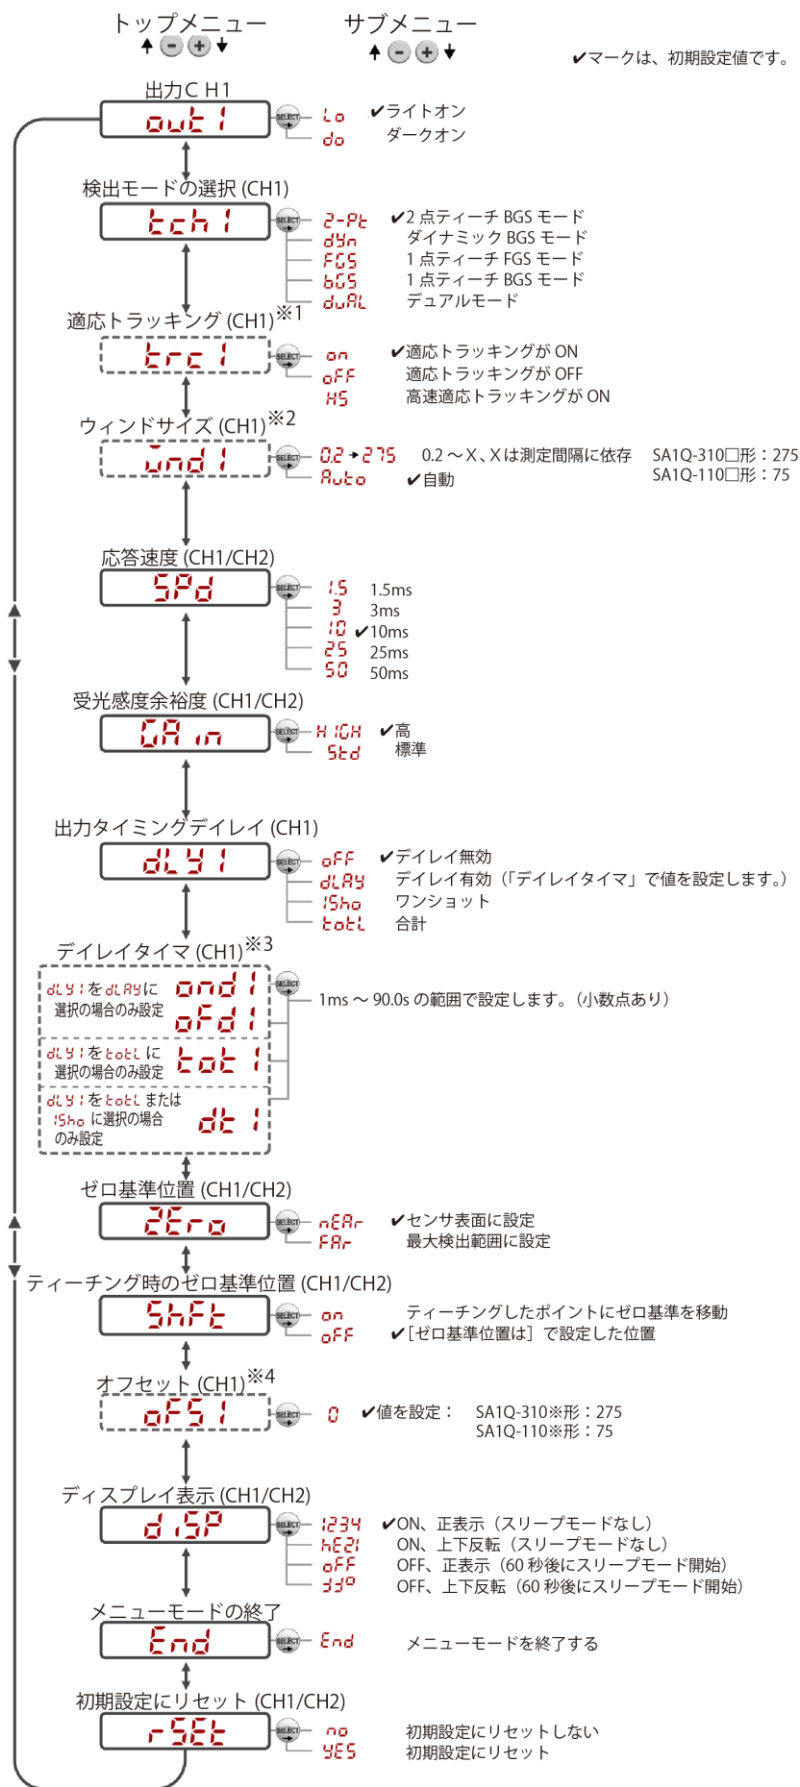 トップメニュー サブメニュー
- + - +
✔マークは、初期設定値です。
出力CH1
out1 SELECT Lo ✔ライトオン
do ダークオン
検出モードの選択 (CH1)
tch1 SELECT 2-Pt ✔2 点ティーチ BGS モード
dyn ダイナミック BGS モード
FGS 1 点ティーチ FGS モード
bGS 1 点ティーチ BGS モード
duAL デュアルモード
適応トラッキング (CH1)※1
trc1 SELECT on ✔適応トラッキングが ON
oFF 適応トラッキングが OFF
HS 高速適応トラッキングが ON
ウィンドサイズ (CH1)※2
Wnd1 SELECT 0.2➔275 0.2 ～ X、X は測定間隔に依存 SA1Q-310□形：275
Auto ✔自動 SA1Q-110□形：75
応答速度 (CH1/CH2)
SPd SELECT 1.5 1.5ms
3 3ms
10 ✔10ms
25 25ms
50 50ms
受光感度余裕度 (CH1/CH2)
GAin SELECT HIGH ✔高
Std 標準
出力タイミングデイレイ (CH1)
dLY1 SELECT oFF ✔デイレイ無効
dLAY デイレイ有効（「デイレイタイマ」で値を設定します。）
1Sho ワンショット
totL 合計
デイレイタイマ (CH1)※3
dLY1 を dLAY に ond1 SELECT
選択の場合のみ設定 oFd1 1ms ～ 90.0s の範囲で設定します。（小数点あり）
dLY1 を totL に tot1
選択の場合のみ設定
dLY1 を totL または
1Sho に選択の場合 dt1
のみ設定
ゼロ基準位置 (CH1/CH2)
ZEro SELECT nEAr ✔センサ表面に設定
FAr 最大検出範囲に設定
ティーチング時のゼロ基準位置 (CH1/CH2)
ShFt SELECT on ティーチングしたポイントにゼロ基準を移動
oFF ✔［ゼロ基準位置は］で設定した位置
オフセット (CH1)※4
oFS1 SELECT 0 ✔値を設定： SA1Q-310※形：275
SA1Q-110※形：75
ディスプレイ表示 (CH1/CH2)
diSP SELECT 1234 ✔ON、正表示（スリープモードなし）
hEZ1 ON、上下反転（スリープモードなし）
oFF OFF、正表示（60 秒後にスリープモード開始）
OFF、上下反転（60 秒後にスリープモード開始）
メニューモードの終了
End SELECT End メニューモードを終了する
初期設定にリセット (CH1/CH2)
rSEt SELECT no 初期設定にリセットしない
YES 初期設定にリセット